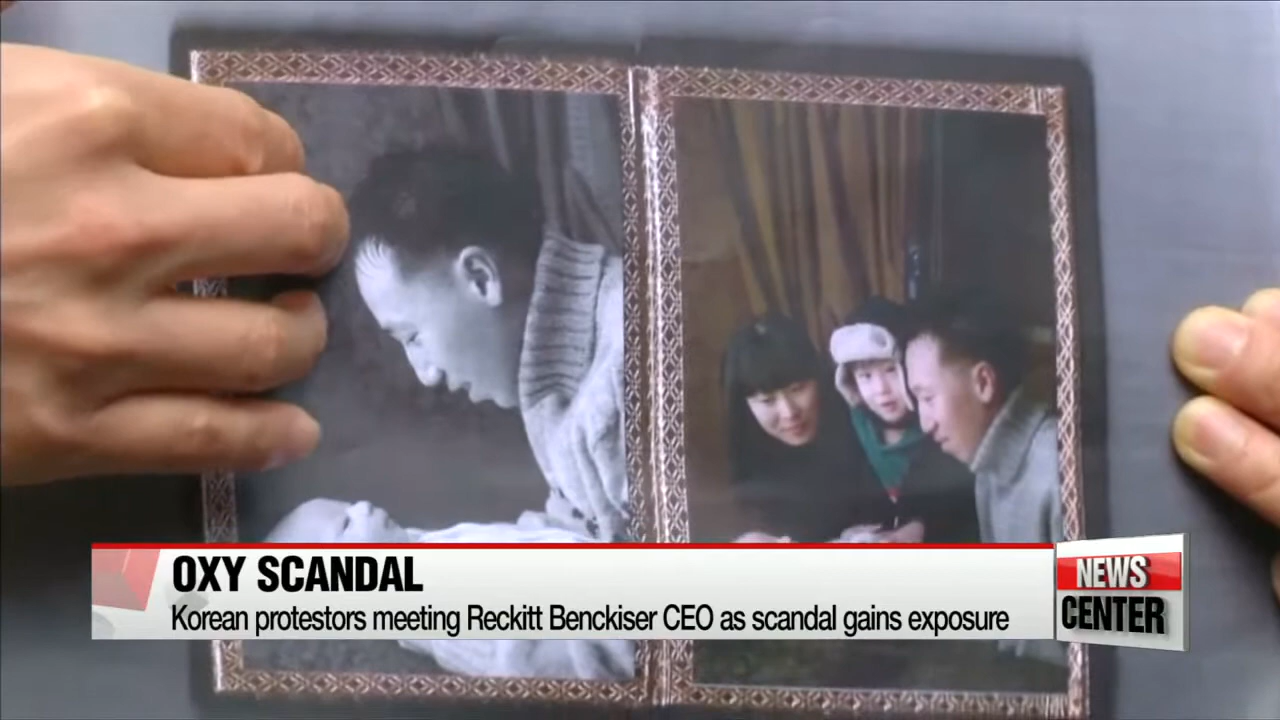 OXY SCANDAL
Korean protestors meeting Reckitt Benckiser CEO as scandal gains exposure
NEWS
CENTER